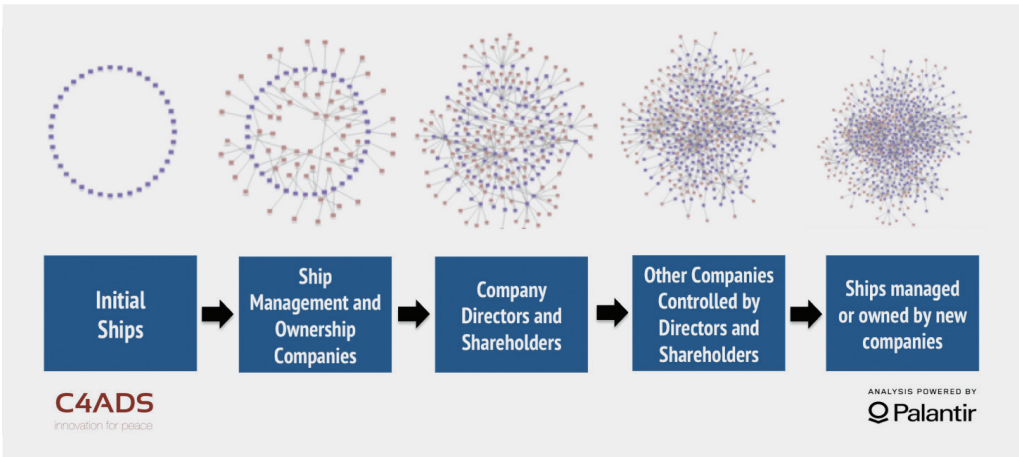 Initial
Ships
Ship
Management and
Ownership
Companies
Company
Directors and
Shareholders
Other Companies
Controlled by
Directors and
Shareholders
Ships managed
or owned by new
companies
C4ADS
innovation for peace
ANALYSIS POWERED BY
Palantir